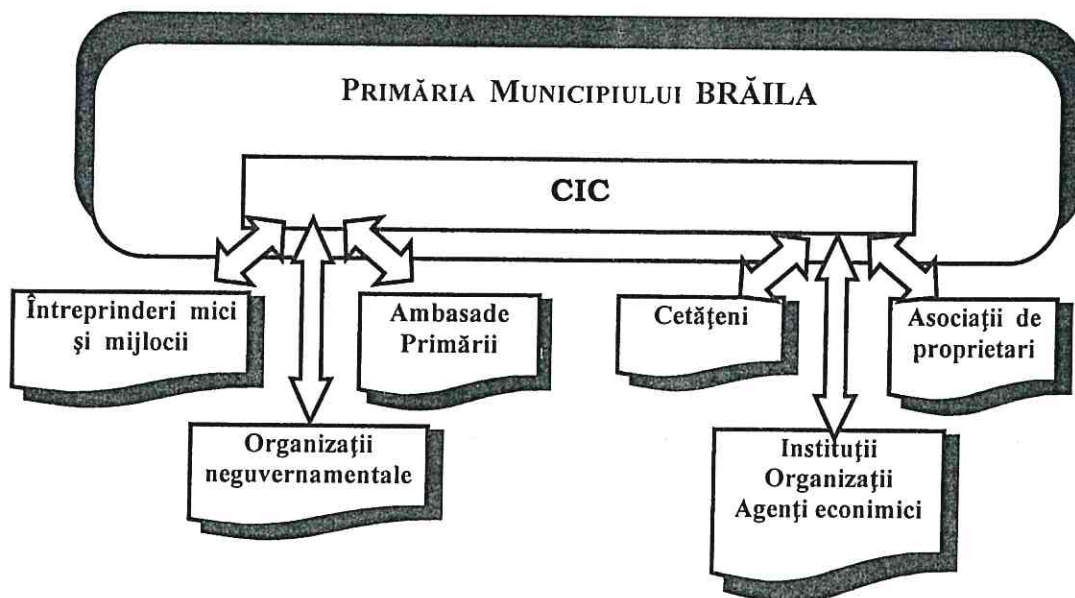 PRIMĂRIA MUNICIPIULUI BRĂILA
CIC
Întreprinderi mici
şi mijlocii
Ambasade
Primării
Cetăţeni
Asociaţii de
proprietari
Organizaţii
neguvernamentale
Instituţii
Organizaţii
Agenţi econimici